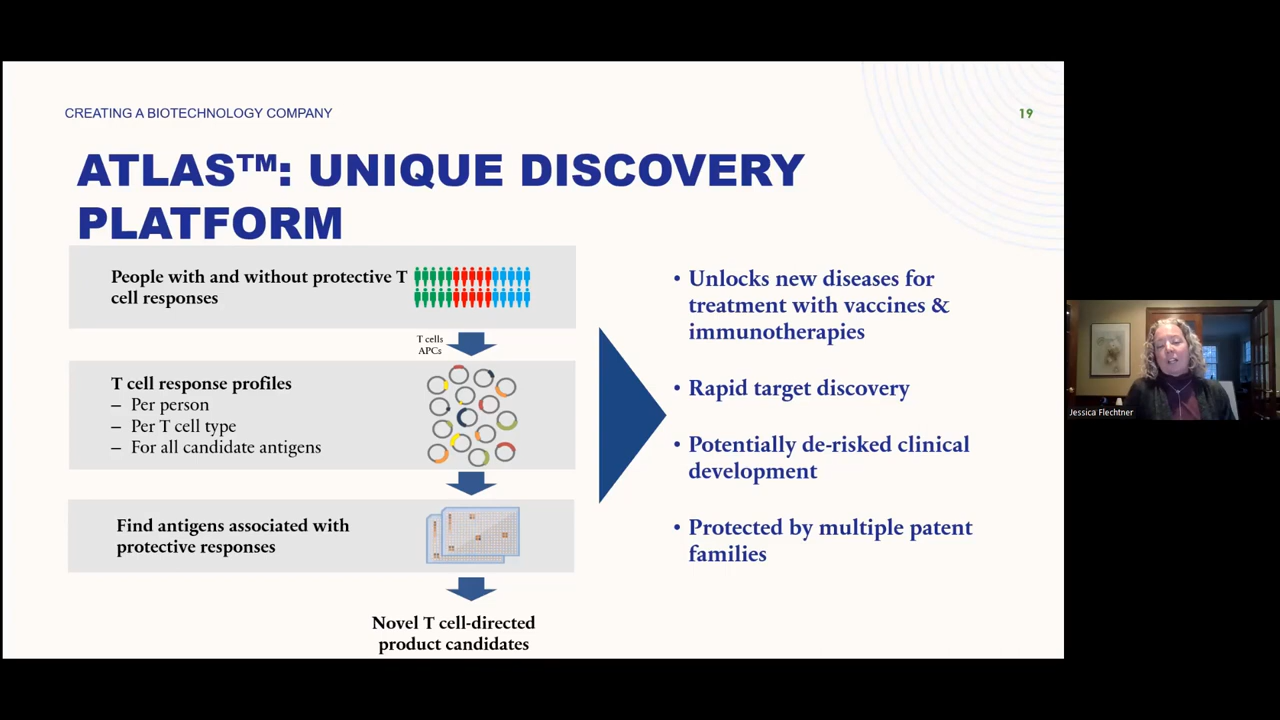 CREATING A BIOTECHNOLOGY COMPANY
19
ATLAS™: UNIQUE DISCOVERY
PLATFORM
People with and without protective T
cell responses
T cells
APCs
T cell response profiles
– Per person
– Per T cell type
– For all candidate antigens
Find antigens associated with
protective responses
Novel T cell-directed
product candidates
• Unlocks new diseases for
treatment with vaccines &
immunotherapies
• Rapid target discovery
• Potentially de-risked clinical
development
• Protected by multiple patent
families
Jessica Flechtner